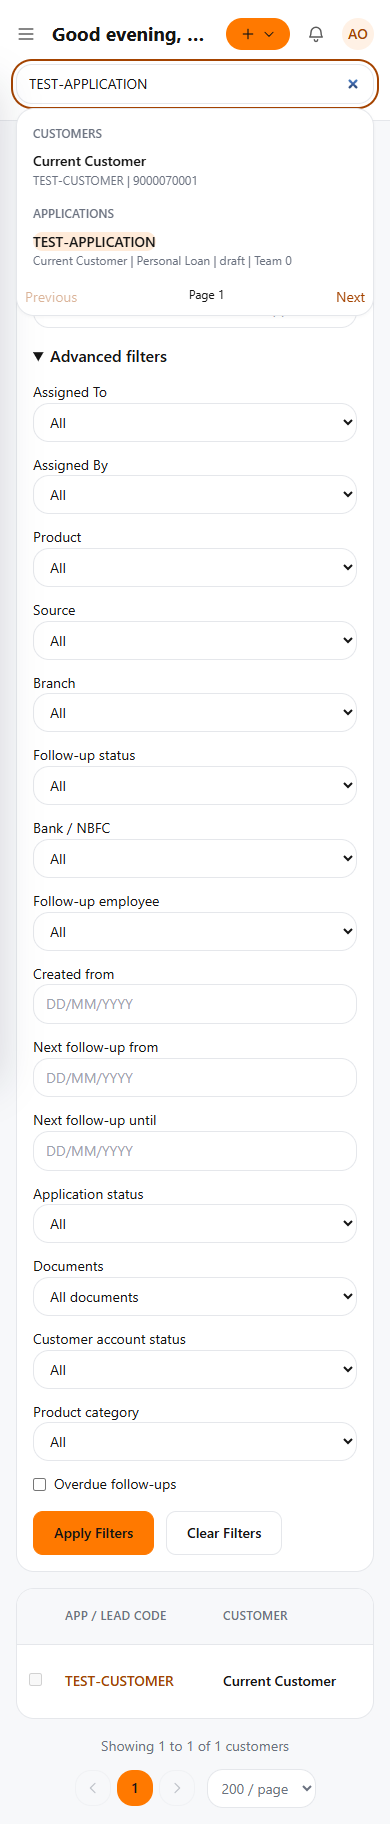 Good evening, ...
AO
TEST-APPLICATION
CUSTOMERS
Current Customer
TEST-CUSTOMER | 9000070001
APPLICATIONS
TEST-APPLICATION
Current Customer | Personal Loan | draft | Team 0
Previous
Page 1
Next
Advanced filters
Assigned To
All
Assigned By
All
Product
All
Source
All
Branch
All
Follow-up status
All
Bank / NBFC
All
Follow-up employee
All
Created from
DD/MM/YYYY
Next follow-up from
DD/MM/YYYY
Next follow-up until
DD/MM/YYYY
Application status
All
Documents
All documents
Customer account status
All
Product category
All
Overdue follow-ups
Apply Filters
Clear Filters
APP / LEAD CODE
CUSTOMER
TEST-CUSTOMER
Current Customer
Showing 1 to 1 of 1 customers
1
200 / page